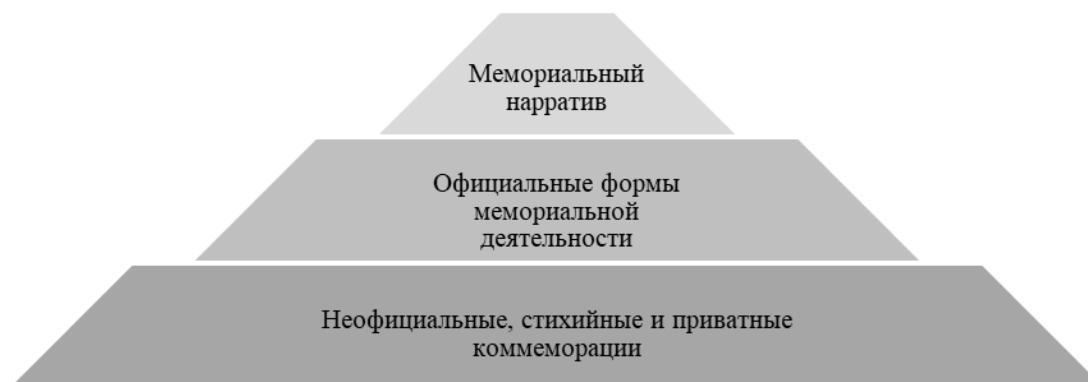 Мемориальный
нарратив
Официальные формы
мемориальной
деятельности
Неофициальные, стихийные и приватные
коммеморации